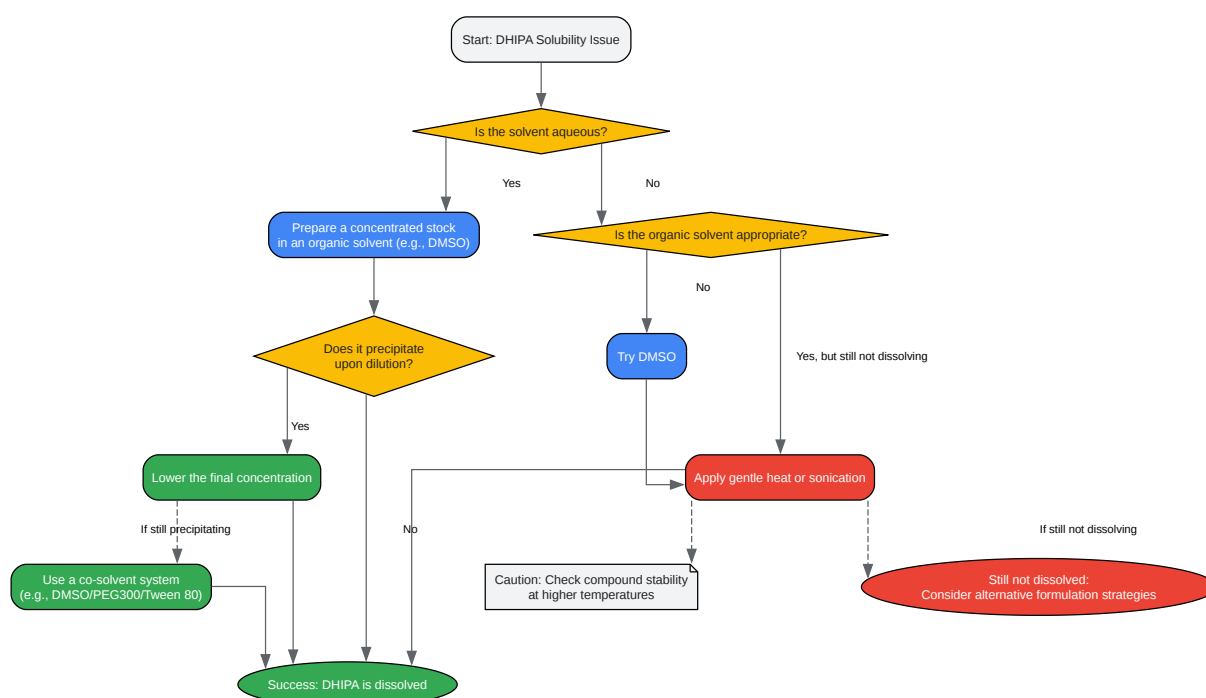 Start: DHIPA Solubility Issue
Is the solvent aqueous?
Yes
No
Prepare a concentrated stock
in an organic solvent (e.g., DMSO)
Is the organic solvent appropriate?
No
Does it precipitate
upon dilution?
Try DMSO
Yes, but still not dissolving
Yes
Lower the final concentration
Apply gentle heat or sonication
If still precipitating
No
If still not dissolving
Use a co-solvent system
(e.g., DMSO/PEG300/Tween 80)
Caution: Check compound stability
at higher temperatures
Still not dissolved:
Consider alternative formulation strategies
Success: DHIPA is dissolved